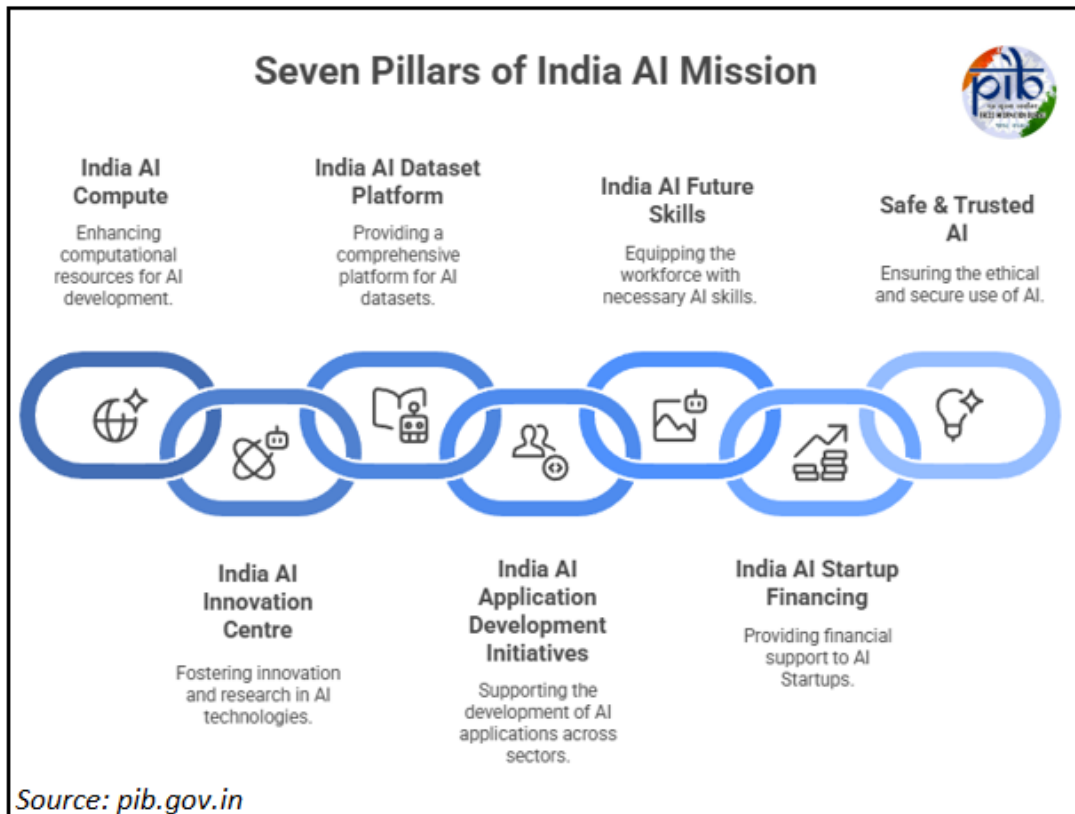 Seven Pillars of India AI Mission
pib
India AI
Compute
Enhancing
computational
resources for AI
development.
India AI Dataset
Platform
Providing a
comprehensive
platform for AI
datasets.
India AI Future
Skills
Equipping the
workforce with
necessary AI skills.
Safe & Trusted
AI
Ensuring the ethical
and secure use of AI.
India AI
Innovation
Centre
Fostering innovation
and research in AI
technologies.
India AI
Application
Development
Initiatives
Supporting the
development of AI
applications across
sectors.
India AI Startup
Financing
Providing financial
support to AI
Startups.
Source: pib.gov.in